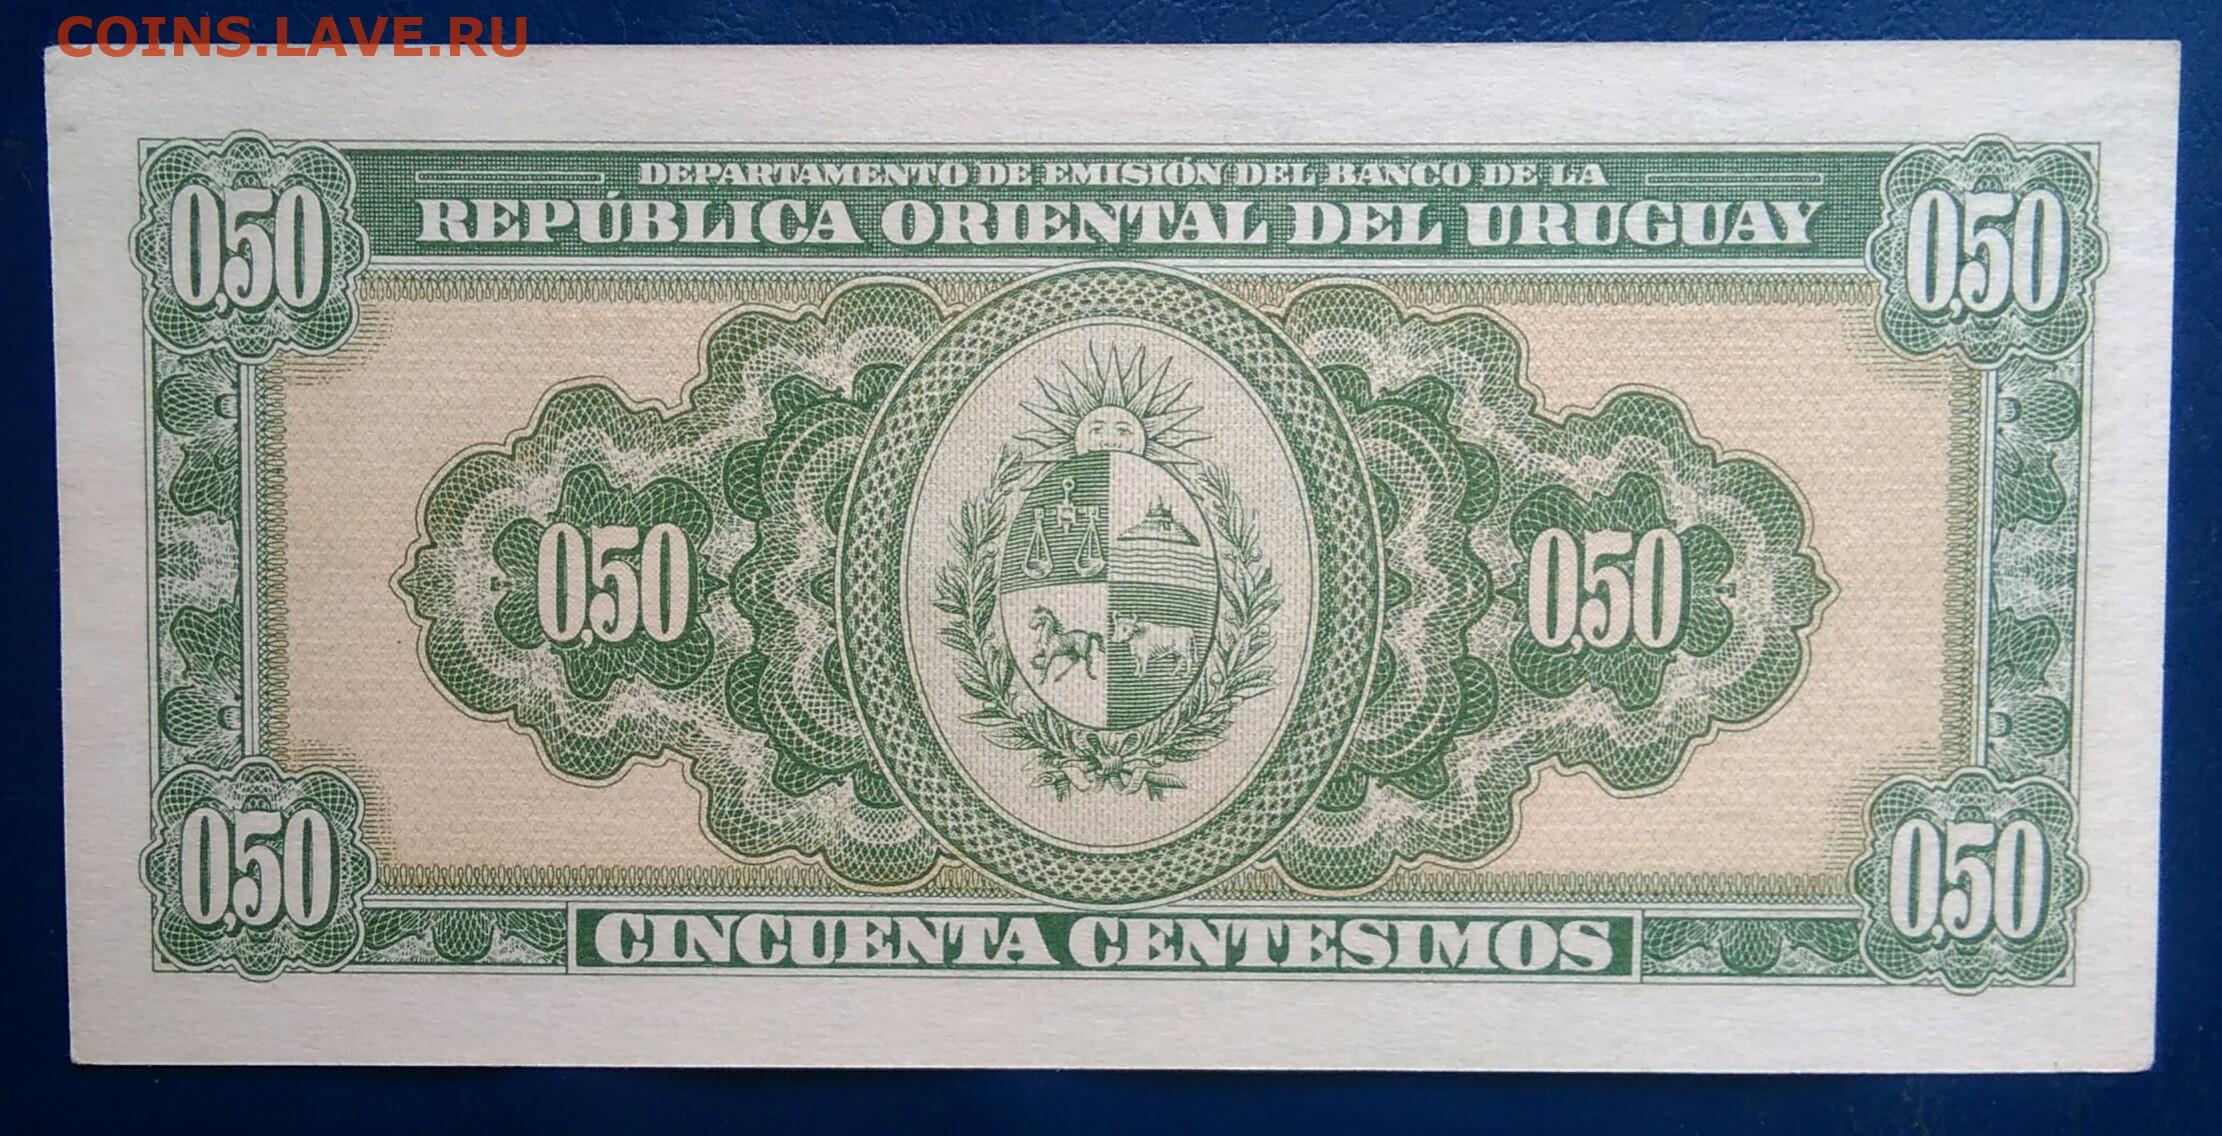 COINS.LAVE.RU
DEPARTAMENTO DE EMISIÓN DEL BANCO DE LA
REPÚBLICA ORIENTAL DEL URUGUAY
0,50 0,50
0,50 0,50
0,50 0,50
CINCUENTA CENTESIMOS